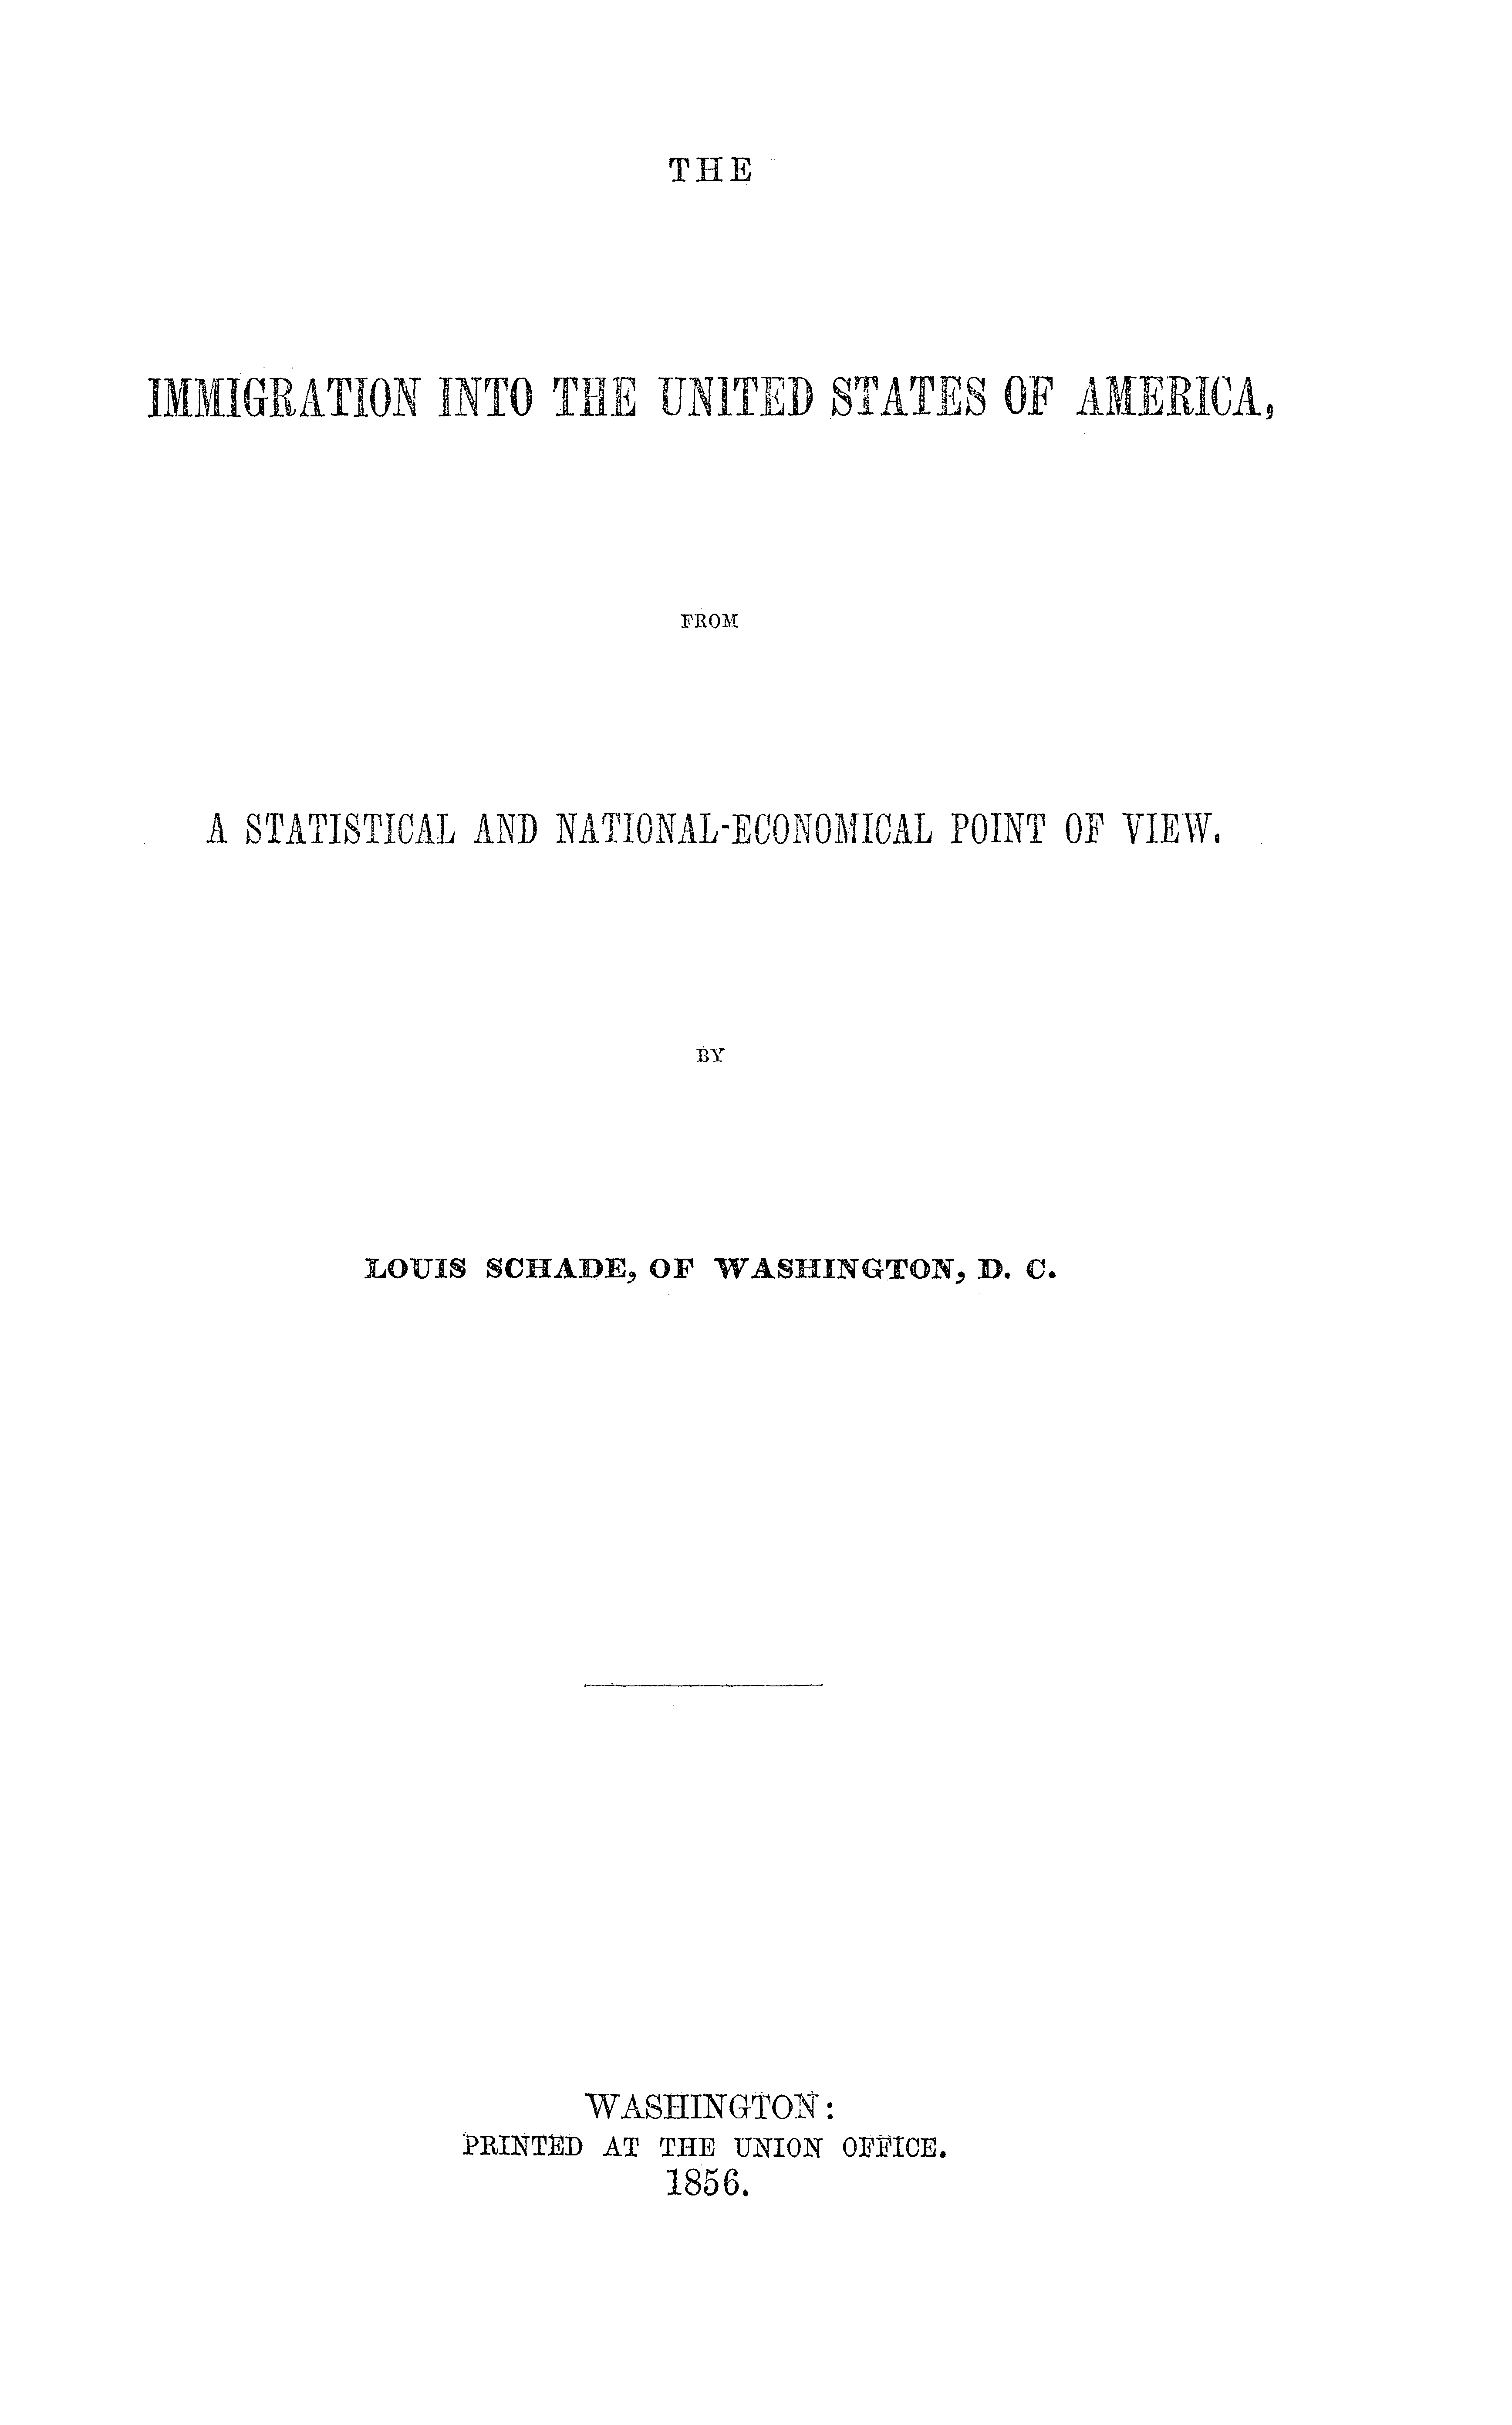 THE
IMMIGRATION INTO THE UNITED STATES OF AMERICA,
FROM
A STATISTICAL AND NATIONAL-ECONOMICAL POINT OF VIEW.
BY
LOUIS SCHADE, OF WASHINGTON, D. C.
WASHINGTON:
PRINTED AT THE UNION OFFICE.
1856.